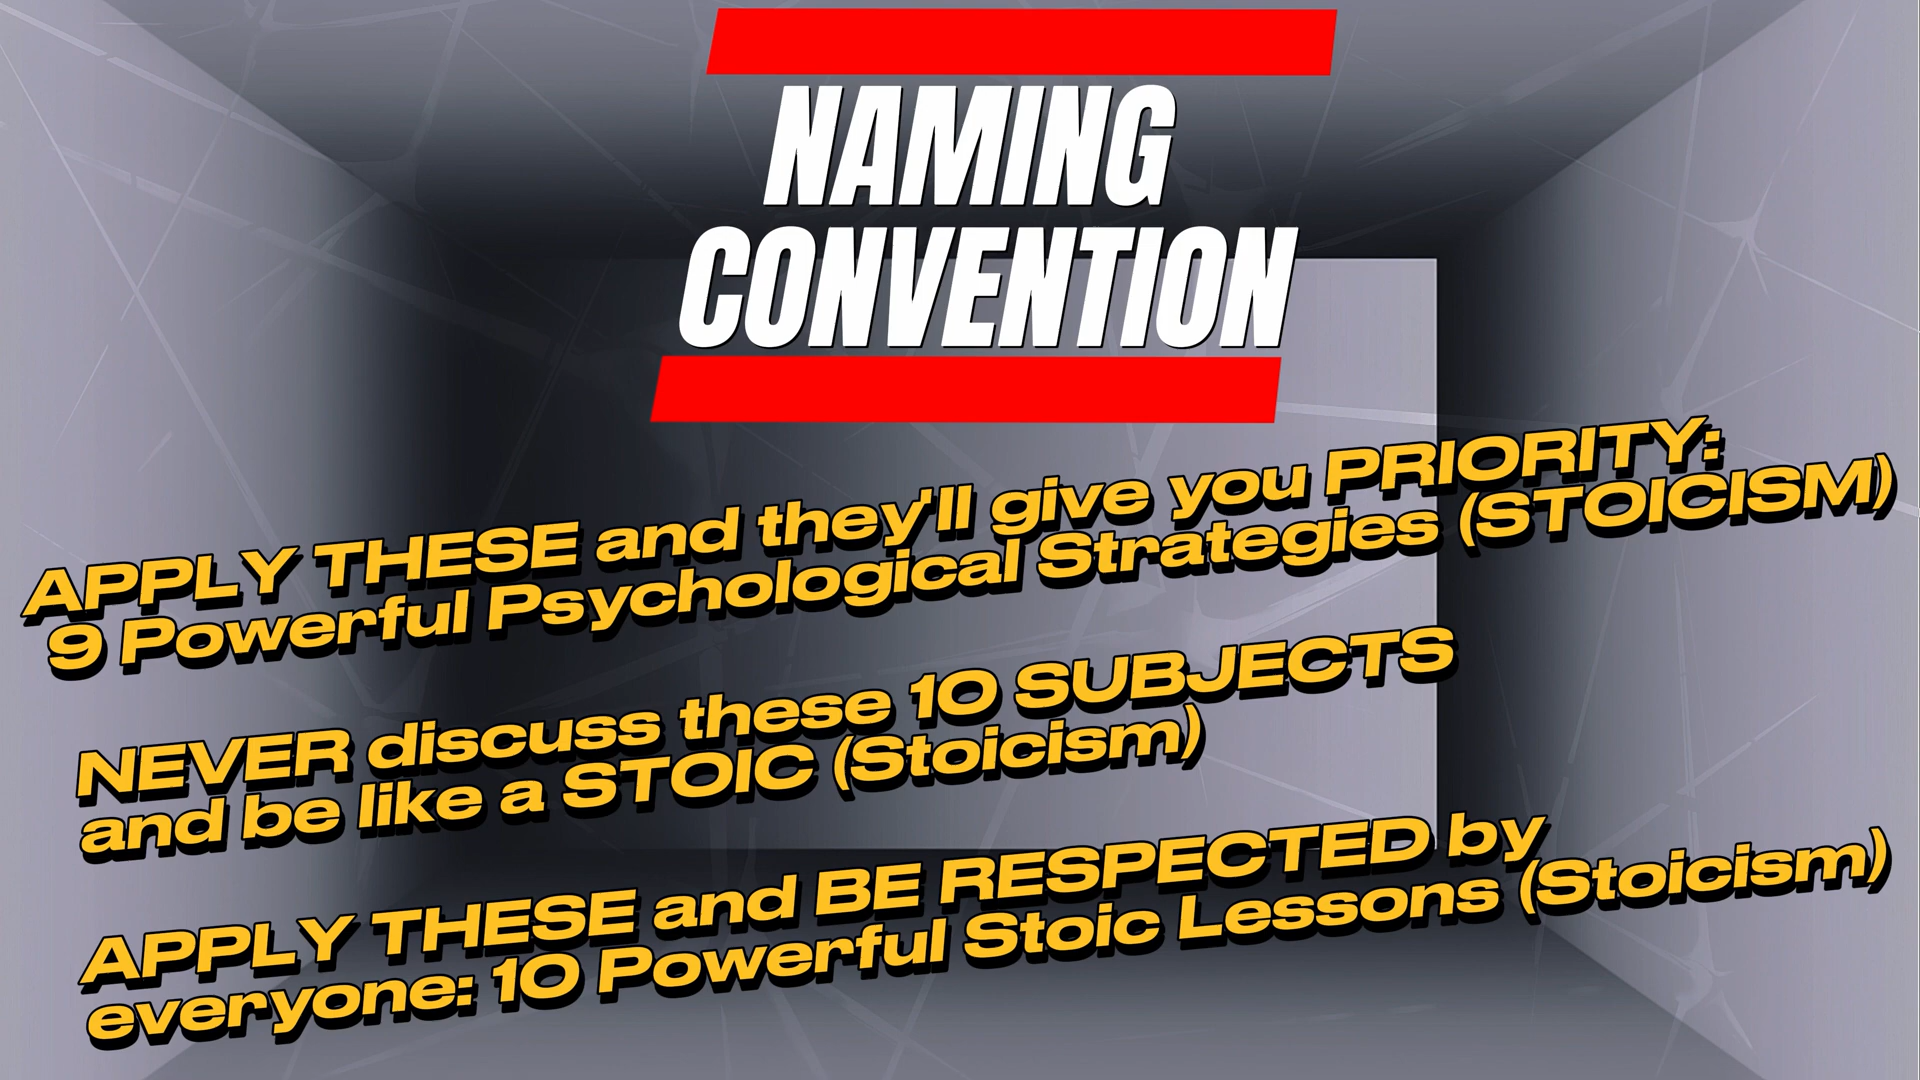 NAMING
CONVENTION
APPLY THESE and they'll give you PRIORITY:
9 Powerful Psychological Strategies (STOICISM)
NEVER discuss these 10 SUBJECTS
and be like a STOIC (Stoicism)
APPLY THESE and BE RESPECTED by
everyone: 10 Powerful Stoic Lessons (Stoicism)